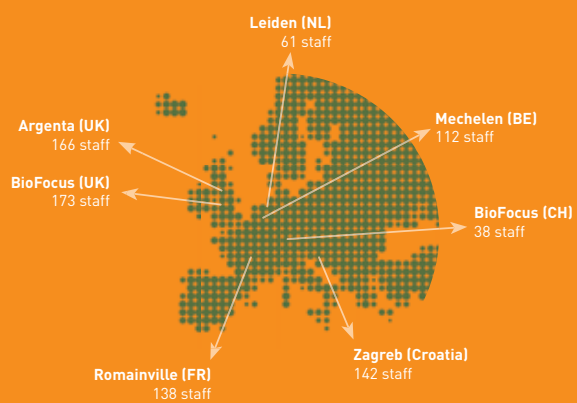 Leiden (NL)
61 staff
Argenta (UK)
166 staff
Mechelen (BE)
112 staff
BioFocus (UK)
173 staff
BioFocus (CH)
38 staff
Zagreb (Croatia)
142 staff
Romainville (FR)
138 staff